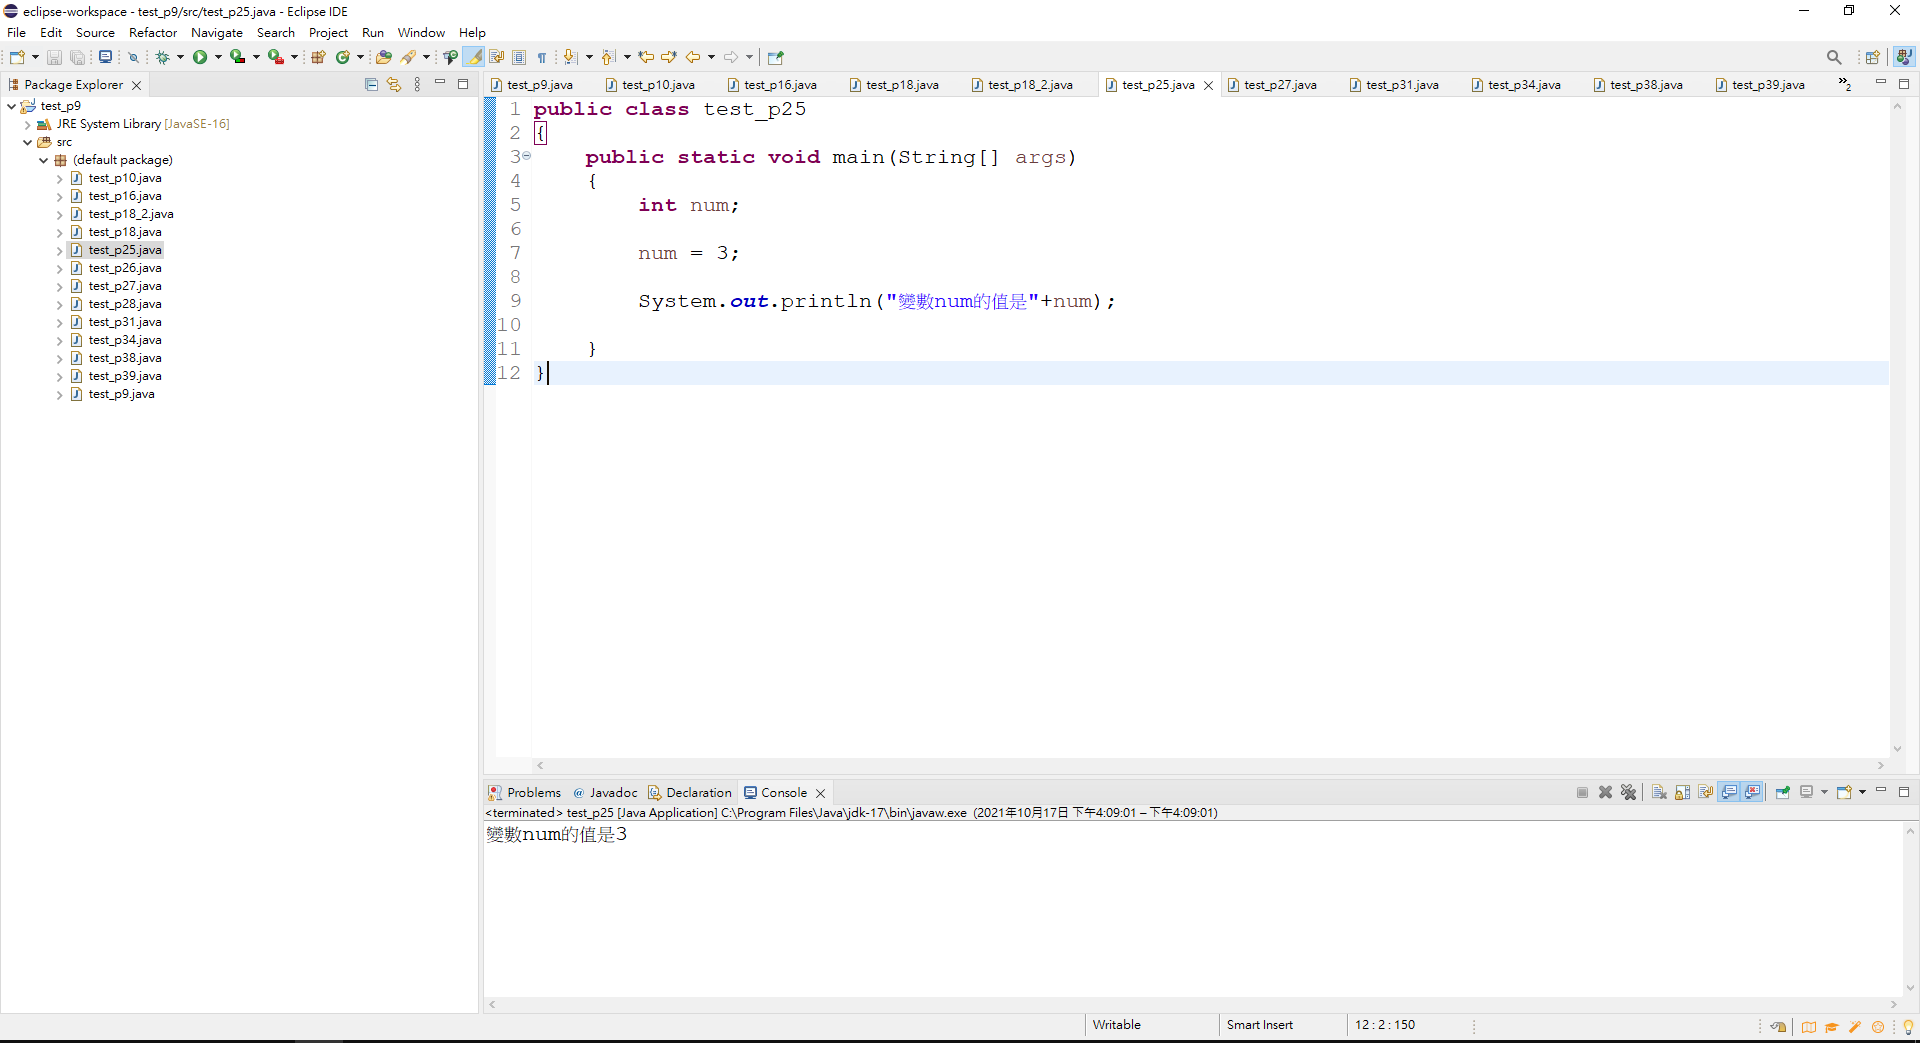 eclipse-workspace - test_p9/src/test_p25.java - Eclipse IDE
File Edit Source Refactor Navigate Search Project Run Window Help
Package Explorer
test_p9
JRE System Library [JavaSE-16]
src
(default package)
test_p10.java
test_p16.java
test_p18_2.java
test_p18.java
test_p25.java
test_p26.java
test_p27.java
test_p28.java
test_p31.java
test_p34.java
test_p38.java
test_p39.java
test_p9.java
test_p9.java test_p10.java test_p16.java test_p18.java test_p18_2.java test_p25.java test_p27.java test_p31.java test_p34.java test_p38.java test_p39.java »2
1 public class test_p25
2 {
3 public static void main(String[] args)
4 {
5 int num;
6
7 num = 3;
8
9 System.out.println("變數num的值是"+num);
10
11 }
12 }
Problems @ Javadoc Declaration Console
<terminated> test_p25 [Java Application] C:\Program Files\Java\jdk-17\bin\javaw.exe (2021年10月17日 下午4:09:01 – 下午4:09:01)
變數num的值是3
Writable Smart Insert 12 : 2 : 150